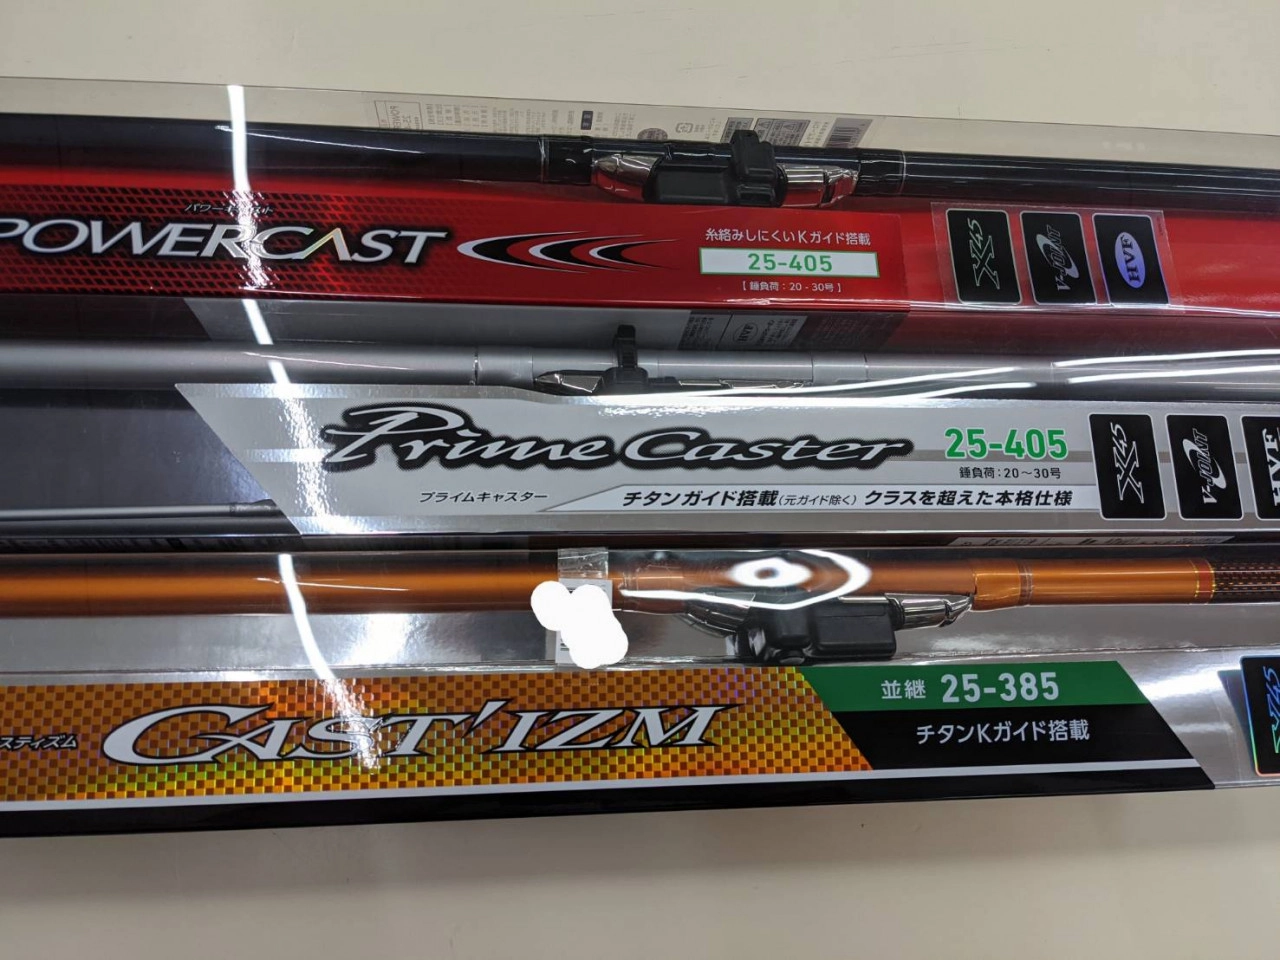 パワーキャスト
POWERCAST
糸絡みしにくいKガイド搭載
25-405
【錘負荷：20-30号】
X45
V-JOINT
HVF
Prime Caster
プライムキャスター
25-405
錘負荷：20～30号
チタンガイド搭載（元ガイド除く）クラスを超えた本格仕様
X45
V-JOINT
HVF
スティズム
CAST'IZM
並継 25-385
チタンKガイド搭載
X45